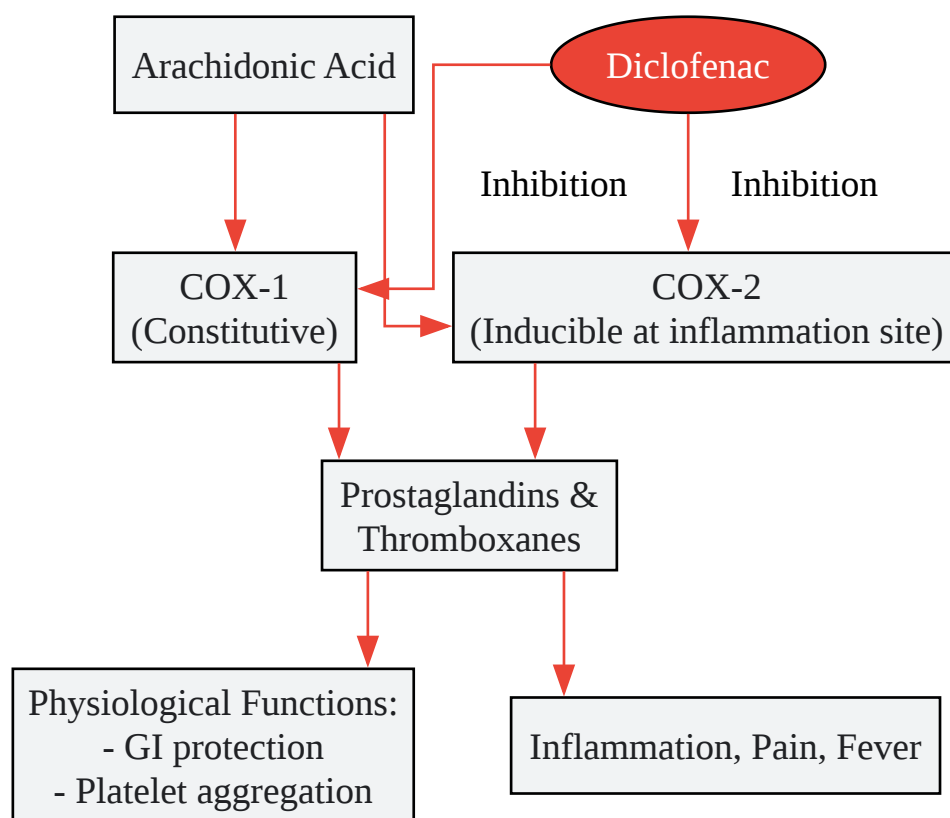 Arachidonic Acid
Diclofenac
Inhibition
Inhibition
COX-1
(Constitutive)
COX-2
(Inducible at inflammation site)
Prostaglandins &
Thromboxanes
Physiological Functions:
- GI protection
- Platelet aggregation
Inflammation, Pain, Fever